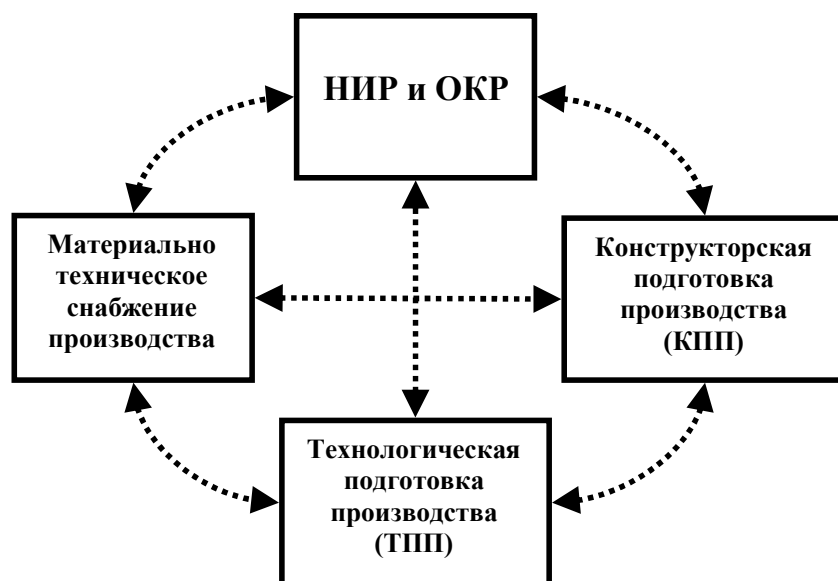 НИР и ОКР
Материально
техническое
снабжение
производства
Конструкторская
подготовка
производства
(КПП)
Технологическая
подготовка
производства
(ТПП)